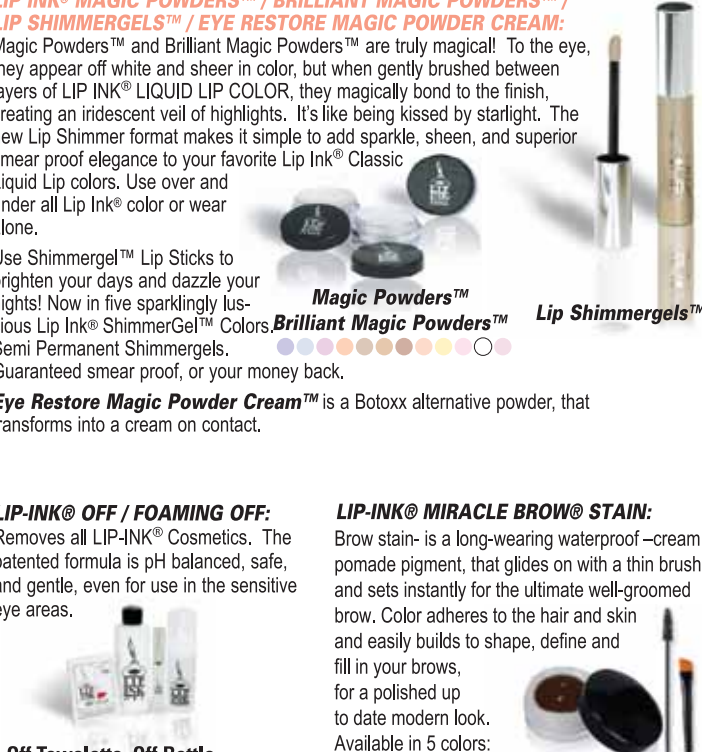 LIP INK® MAGIC POWDERS™ / BRILLIANT MAGIC POWDERS™ /
LIP SHIMMERGELS™ / EYE RESTORE MAGIC POWDER CREAM:
Magic Powders™ and Brilliant Magic Powders™ are truly magical! To the eye,
they appear off white and sheer in color, but when gently brushed between
layers of LIP INK® LIQUID LIP COLOR, they magically bond to the finish,
creating an iridescent veil of highlights. It's like being kissed by starlight. The
new Lip Shimmer format makes it simple to add sparkle, sheen, and superior
smear proof elegance to your favorite Lip Ink® Classic
Liquid Lip colors. Use over and
under all Lip Ink® color or wear
alone.
Use Shimmergel™ Lip Sticks to
brighten your days and dazzle your
nights! Now in five sparklingly lus-
cious Lip Ink® ShimmerGel™ Colors.
Semi Permanent Shimmergels.
Guaranteed smear proof, or your money back.
Magic Powders™
Brilliant Magic Powders™
Lip Shimmergels™
Eye Restore Magic Powder Cream™ is a Botoxx alternative powder, that
transforms into a cream on contact.
LIP-INK® OFF / FOAMING OFF:
Removes all LIP-INK® Cosmetics. The
patented formula is pH balanced, safe,
and gentle, even for use in the sensitive
eye areas.
Off Towelette, Off Bottle
LIP-INK® MIRACLE BROW® STAIN:
Brow stain- is a long-wearing waterproof –cream
pomade pigment, that glides on with a thin brush
and sets instantly for the ultimate well-groomed
brow. Color adheres to the hair and skin
and easily builds to shape, define and
fill in your brows,
for a polished up
to date modern look.
Available in 5 colors: